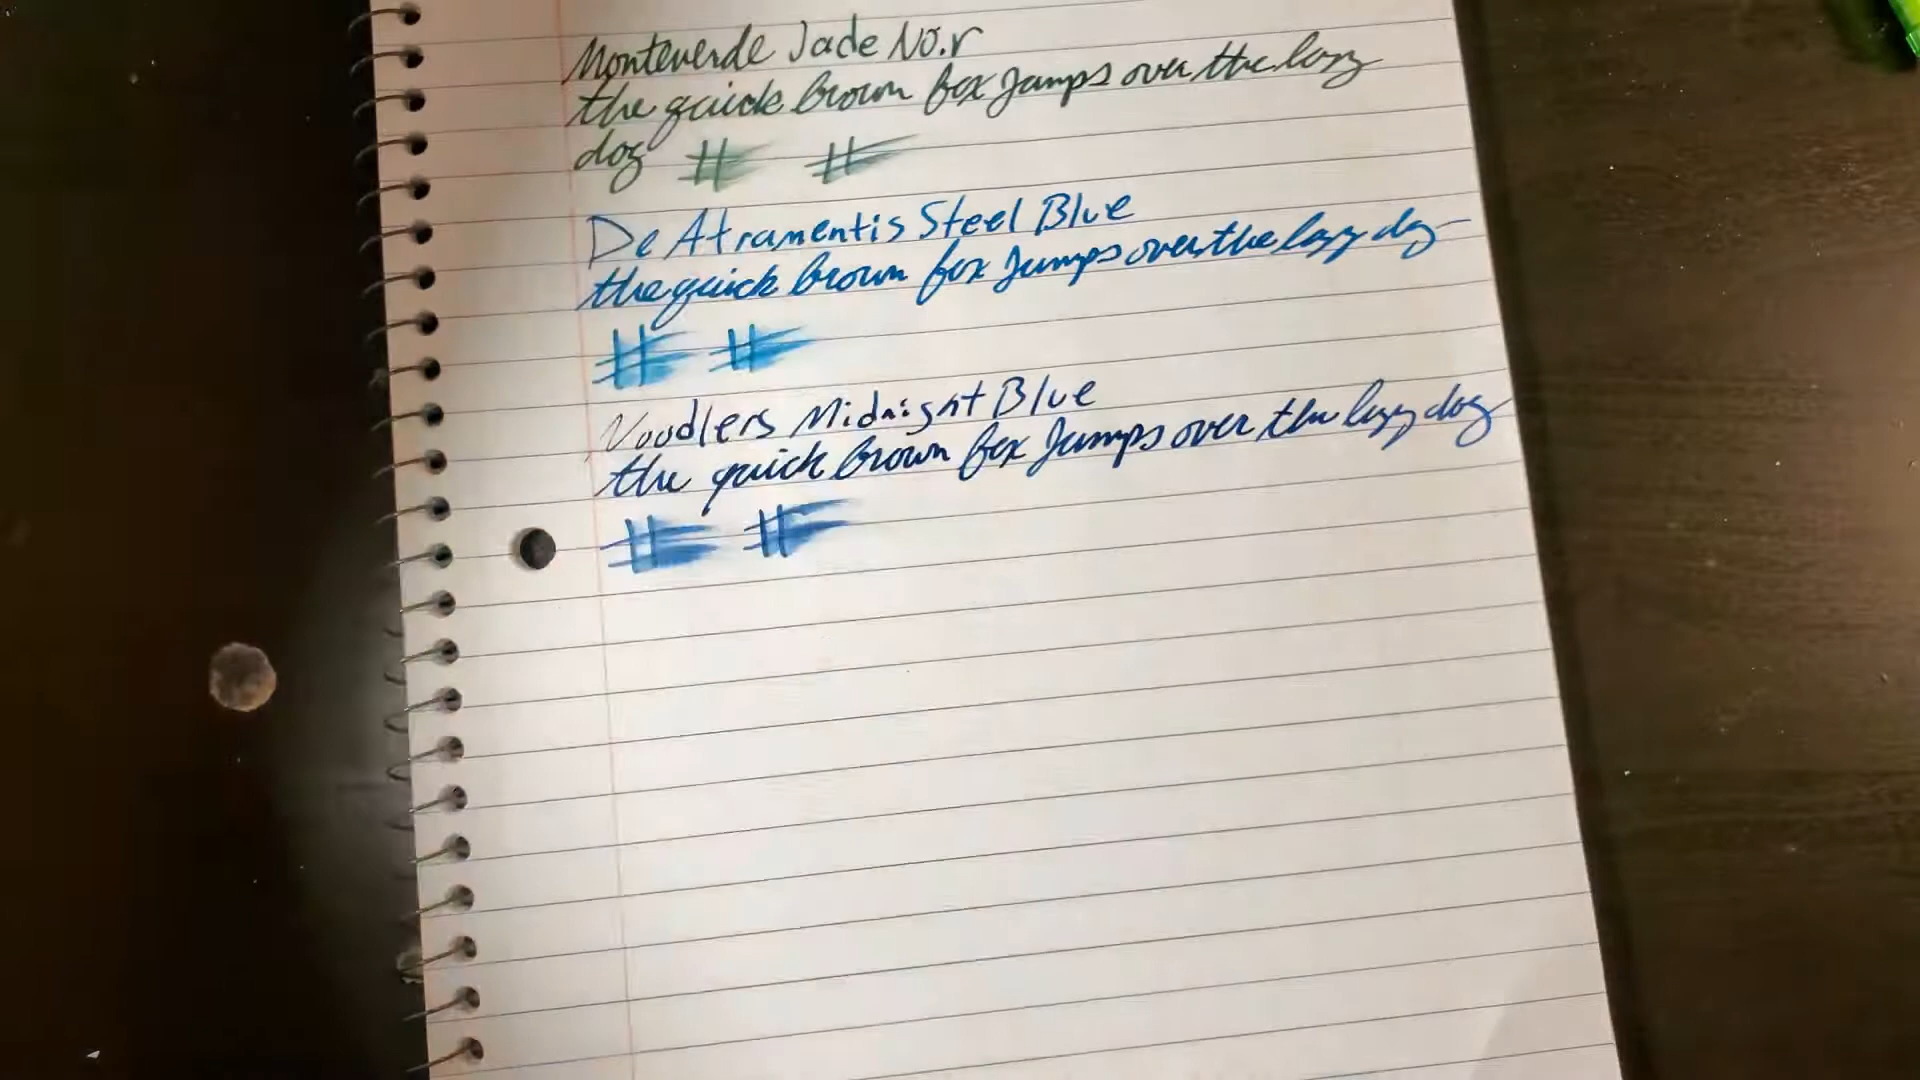 Monteverde Jade Noir
the quick brown fox jumps over the lazy
dog
De Atramentis Steel Blue
the quick brown fox jumps over the lazy dog
Noodlers Midnight Blue
the quick brown fox jumps over the lazy dog